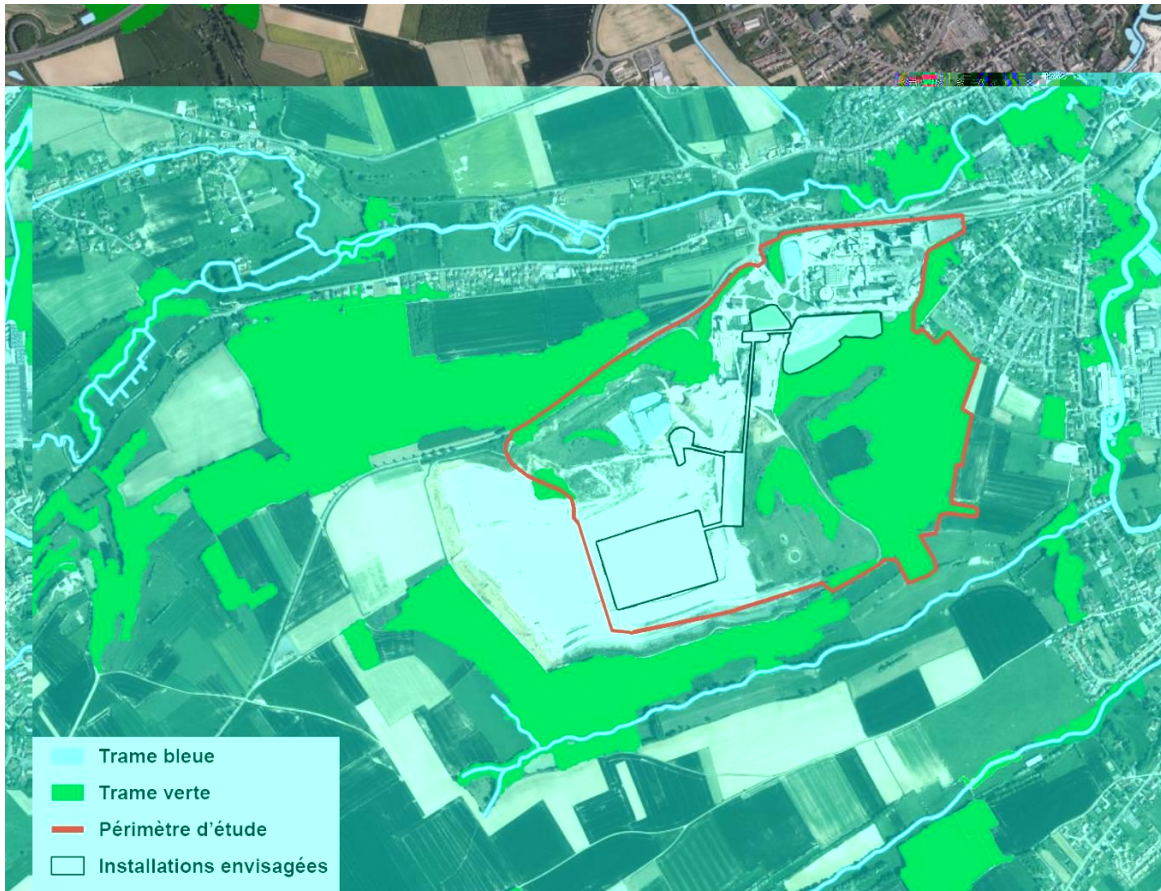 Trame bleue
Trame verte
Périmètre d'étude
Installations envisagées